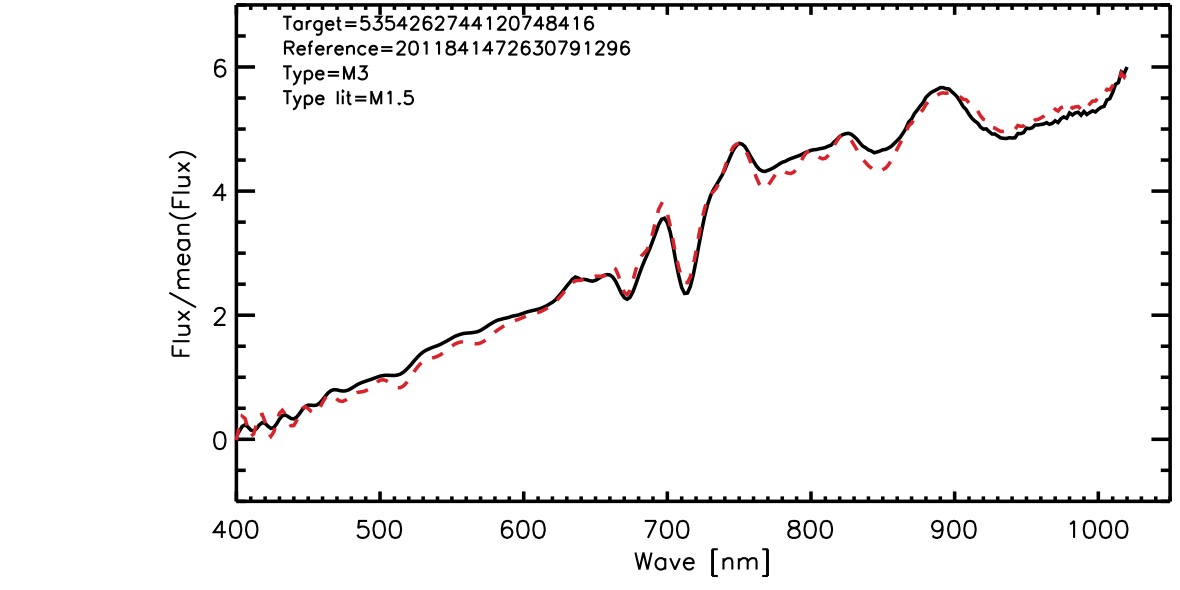 Target=5354262744120748416
Reference=2011841472630791296
Type=M3
Type lit=M1.5
6
4
2
0
Flux/mean(Flux)
400 500 600 700 800 900 1000
Wave [nm]